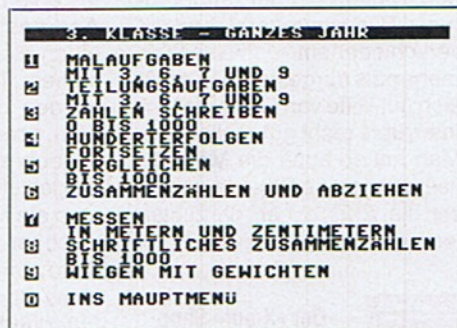 3. KLASSE - GANZES JAHR
1 MALAUFGABEN
MIT 3, 6, 7 UND 9
2 TEILUNGSAUFGABEN
MIT 3, 6, 7 UND 9
3 ZÄHLEN SCHREIBEN
0 BIS 1000
4 HUNDERTERFOLGEN
FORTSETZEN
5 VERGLEICHEN
BIS 1000
6 ZUSAMMENZÄHLEN UND ABZIEHEN
7 MESSEN
IN METERN UND ZENTIMETERN
8 SCHRIFTLICHES ZUSAMMENZÄHLEN
BIS 1000
9 WIEGEN MIT GEWICHTEN
0 INS HAUPTMENÜ